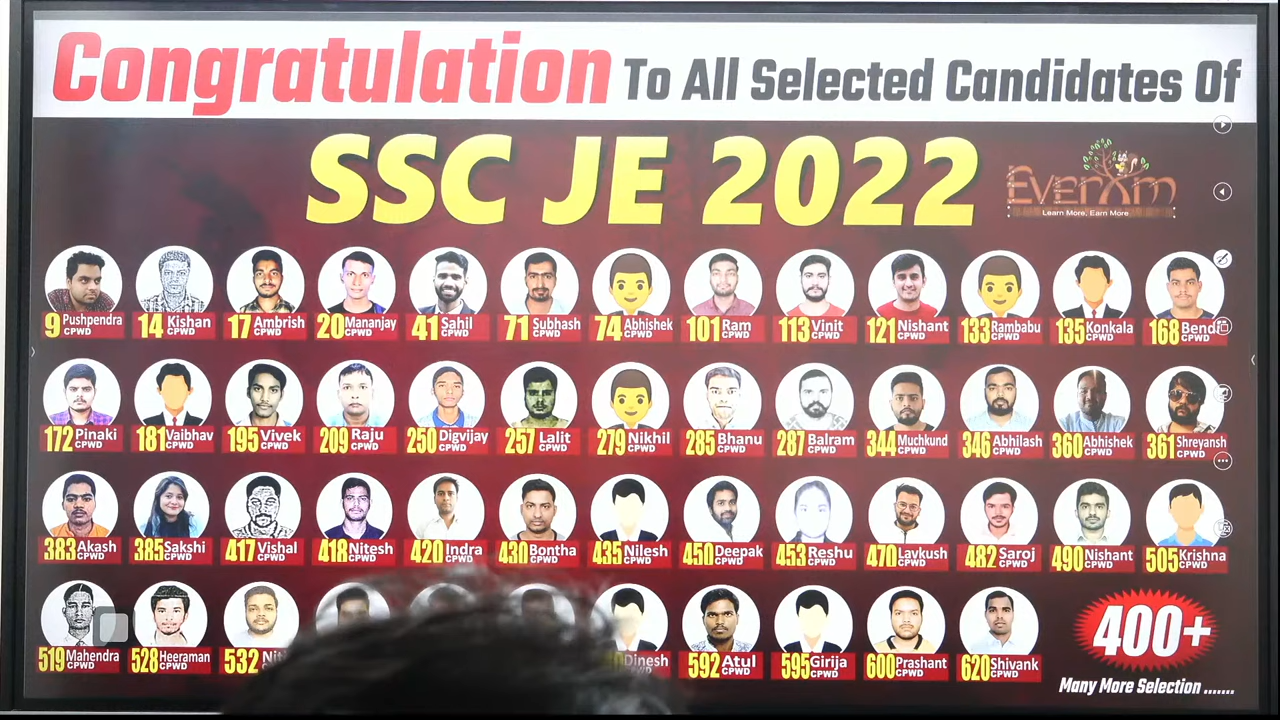 Congratulation To All Selected Candidates Of
SSC JE 2022
Everexam
Learn More, Earn More
9 Pushpendra CPWD
14 Kishan CPWD
17 Ambrish CPWD
20 Mananjay CPWD
41 Sahil CPWD
71 Subhash CPWD
74 Abhishek CPWD
101 Ram CPWD
113 Vinit CPWD
121 Nishant CPWD
133 Rambabu CPWD
135 Konkala CPWD
168 CPWD
172 Pinaki CPWD
181 Vaibhav CPWD
195 Vivek CPWD
209 Raju CPWD
250 Digvijay CPWD
257 Lalit CPWD
279 Nikhil CPWD
285 Bhanu CPWD
287 Balram CPWD
344 Muchkund CPWD
346 Abhilash CPWD
360 Abhishek CPWD
361 Shreyansh CPWD
383 Akash CPWD
385 Sakshi CPWD
417 Vishal CPWD
418 Nitesh CPWD
420 Indra CPWD
430 Bontha CPWD
435 Nilesh CPWD
450 Deepak CPWD
453 Reshu CPWD
470 Lavkush CPWD
482 Saroj CPWD
490 Nishant CPWD
505 Krishna CPWD
519 Mahendra CPWD
528 Heeraman CPWD
532
Dinesh
592 Atul CPWD
595 Girija CPWD
600 Prashant CPWD
620 Shivank CPWD
400+
Many More Selection .......